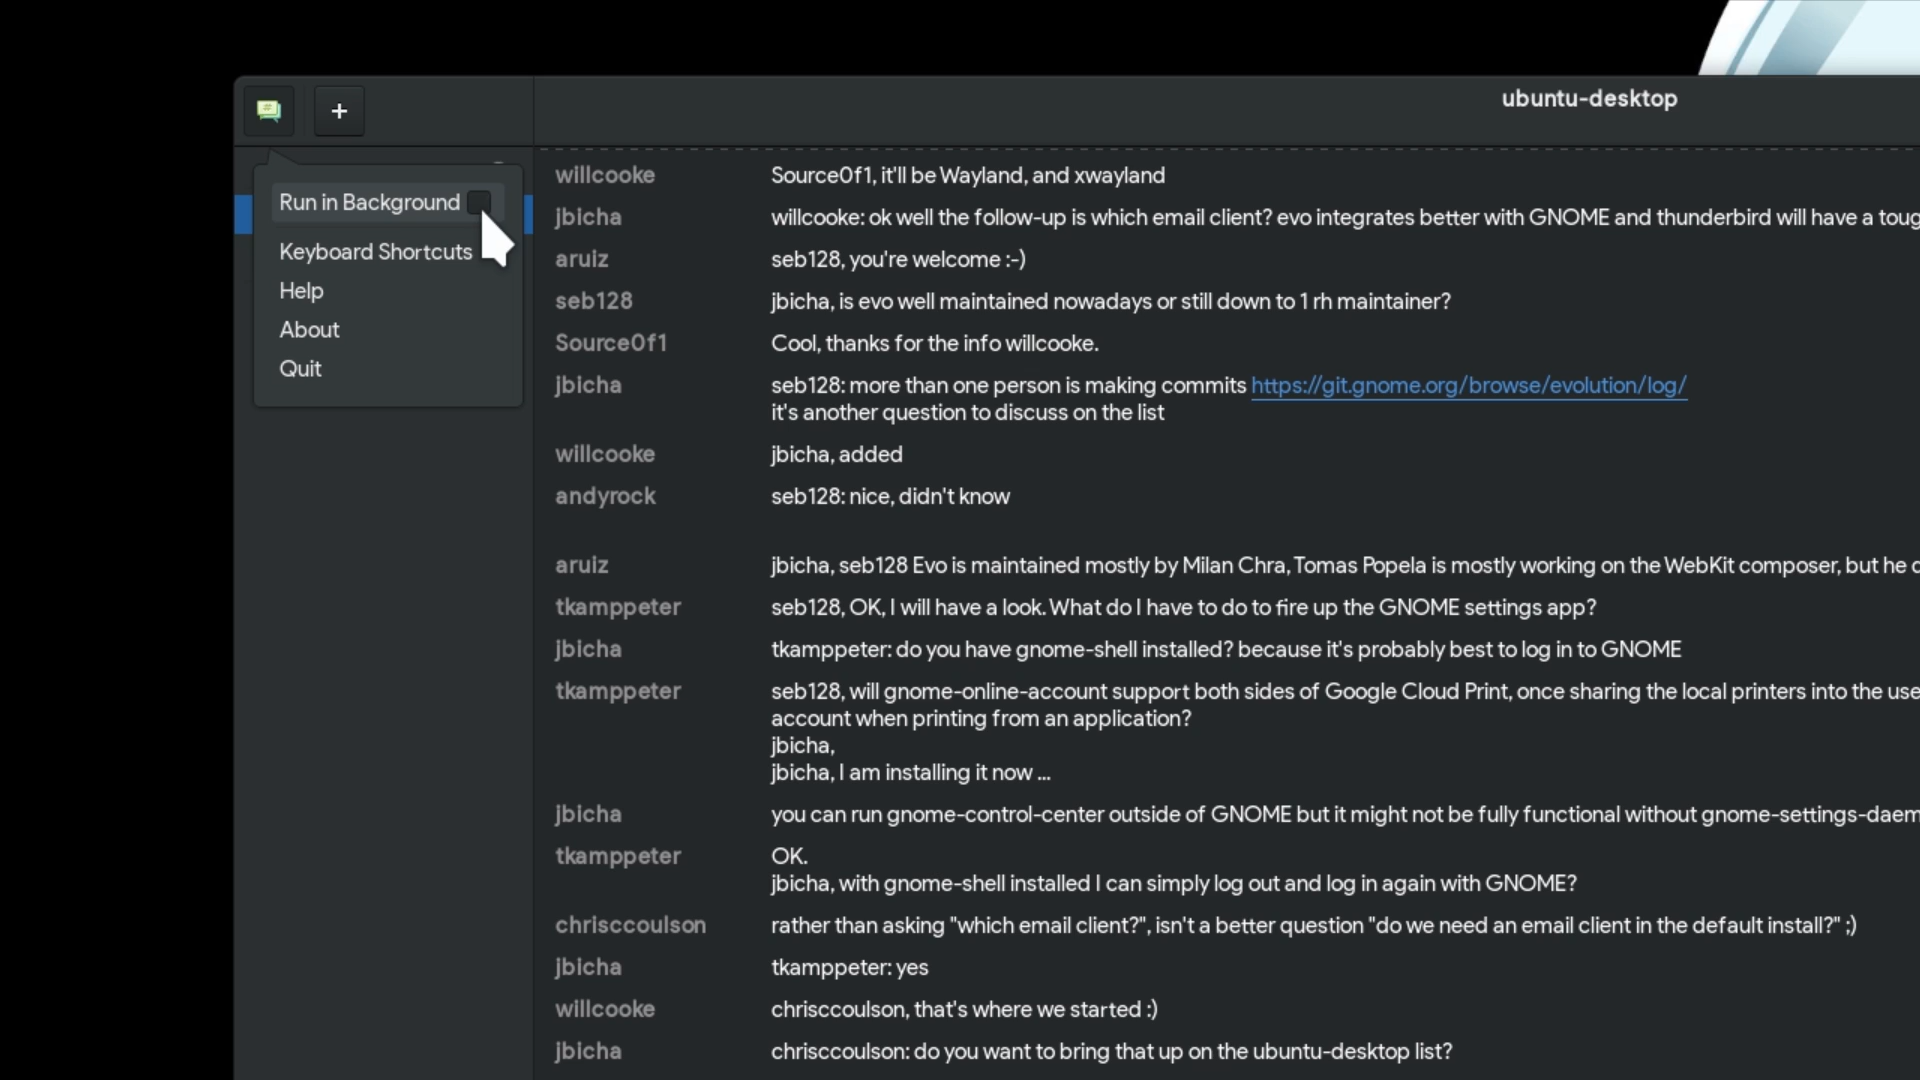 ubuntu-desktop
Run in Background
Keyboard Shortcuts
Help
About
Quit
willcooke Source0f1, it'll be Wayland, and xwayland
jbicha willcooke: ok well the follow-up is which email client? evo integrates better with GNOME and thunderbird will have a toug
aruiz seb128, you're welcome :-)
seb128 jbicha, is evo well maintained nowadays or still down to 1 rh maintainer?
Source0f1 Cool, thanks for the info willcooke.
jbicha seb128: more than one person is making commits https://git.gnome.org/browse/evolution/log/
it's another question to discuss on the list
willcooke jbicha, added
andyrock seb128: nice, didn't know
aruiz jbicha, seb128 Evo is maintained mostly by Milan Chra, Tomas Popela is mostly working on the WebKit composer, but he
tkamppeter seb128, OK, I will have a look. What do I have to do to fire up the GNOME settings app?
jbicha tkamppeter: do you have gnome-shell installed? because it's probably best to log in to GNOME
tkamppeter seb128, will gnome-online-account support both sides of Google Cloud Print, once sharing the local printers into the use
account when printing from an application?
jbicha,
jbicha, I am installing it now ...
jbicha you can run gnome-control-center outside of GNOME but it might not be fully functional without gnome-settings-daem
tkamppeter OK.
jbicha, with gnome-shell installed I can simply log out and log in again with GNOME?
chrisccoulson rather than asking "which email client?", isn't a better question "do we need an email client in the default install?" ;)
jbicha tkamppeter: yes
willcooke chrisccoulson, that's where we started :)
jbicha chrisccoulson: do you want to bring that up on the ubuntu-desktop list?